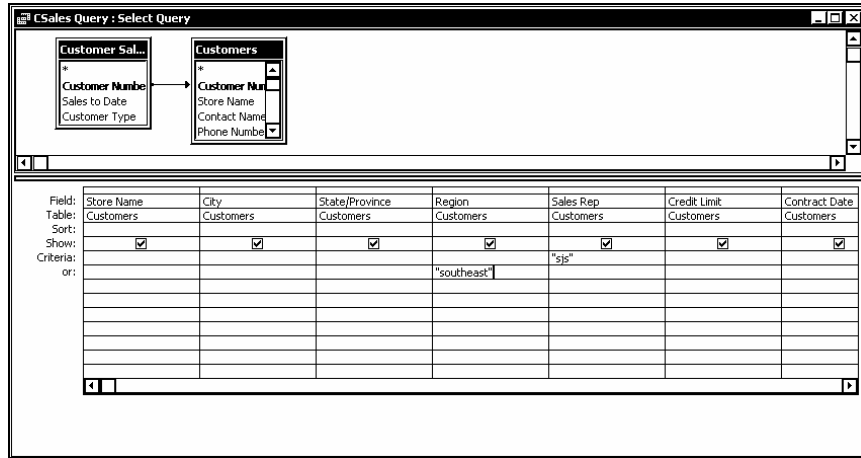 CSales Query : Select Query
Customer Sal...
*
Customer Numbe
Sales to Date
Customer Type
Customers
*
Customer Num
Store Name
Contact Name
Phone Numbe
Field: Store Name City State/Province Region Sales Rep Credit Limit Contract Date
Table: Customers Customers Customers Customers Customers Customers Customers
Sort:
Show:
Criteria: "sjs"
or: "southeast"